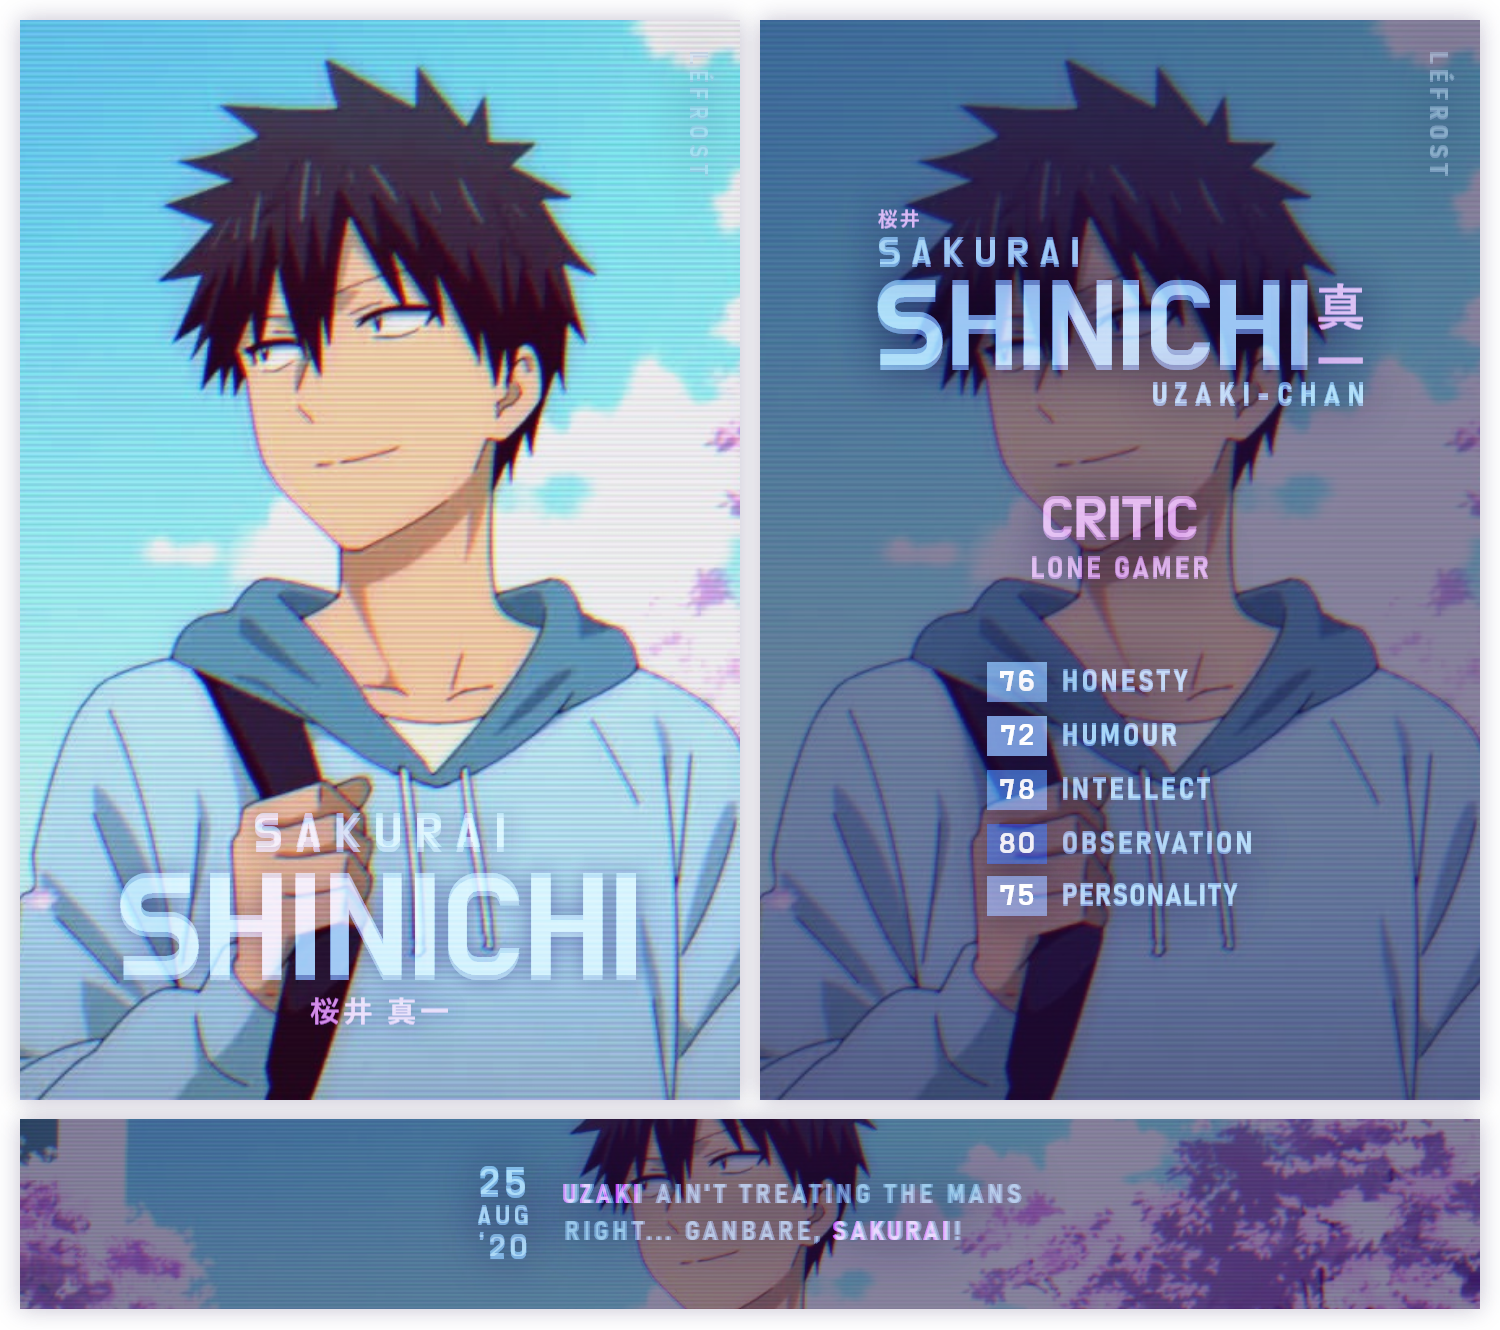 LÉFROST
SAKURAI
SHINICHI
桜井 真一
LÉFROST
桜井
SAKURAI
SHINICHI 真一
UZAKI-CHAN
CRITIC
LONE GAMER
76 HONESTY
72 HUMOUR
78 INTELLECT
80 OBSERVATION
75 PERSONALITY
25
AUG
'20
UZAKI AIN'T TREATING THE MANS
RIGHT... GANBARE, SAKURAI!